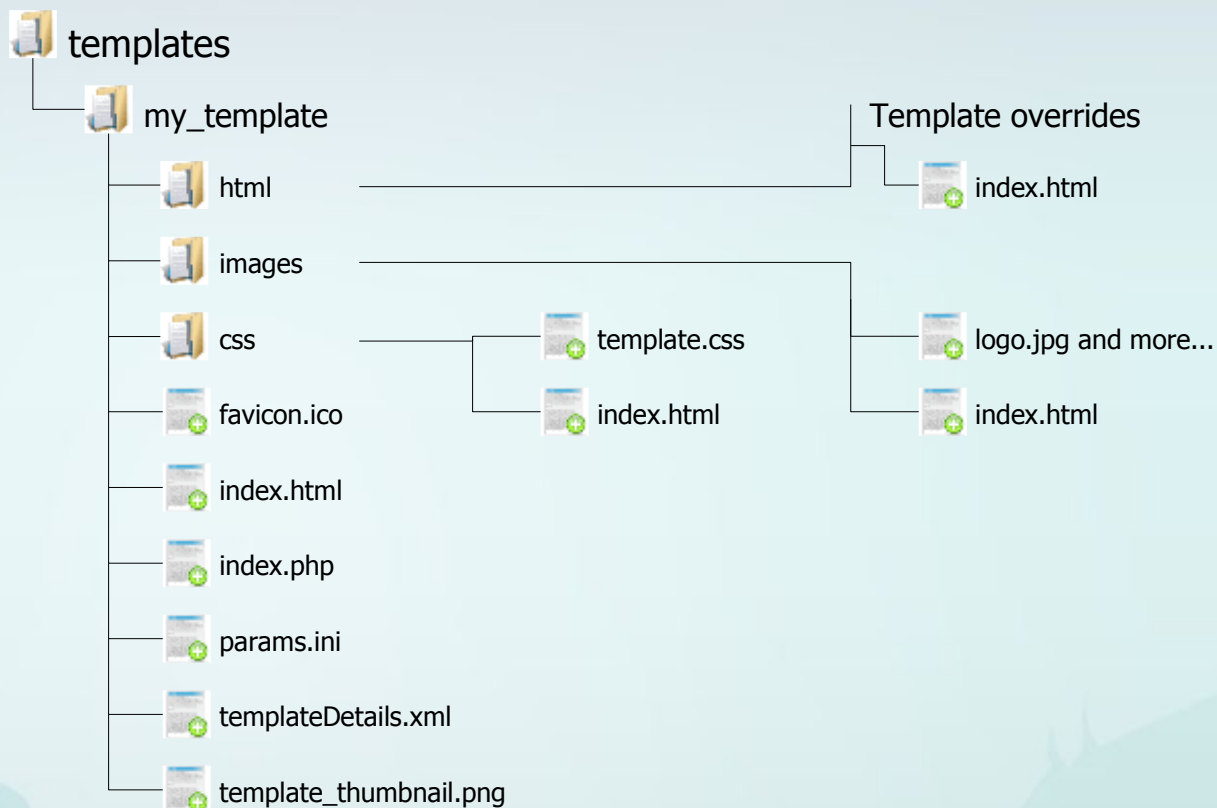 templates
my_template
Template overrides
html
index.html
images
css
template.css
logo.jpg and more...
favicon.ico
index.html
index.html
index.html
index.php
params.ini
templateDetails.xml
template_thumbnail.png